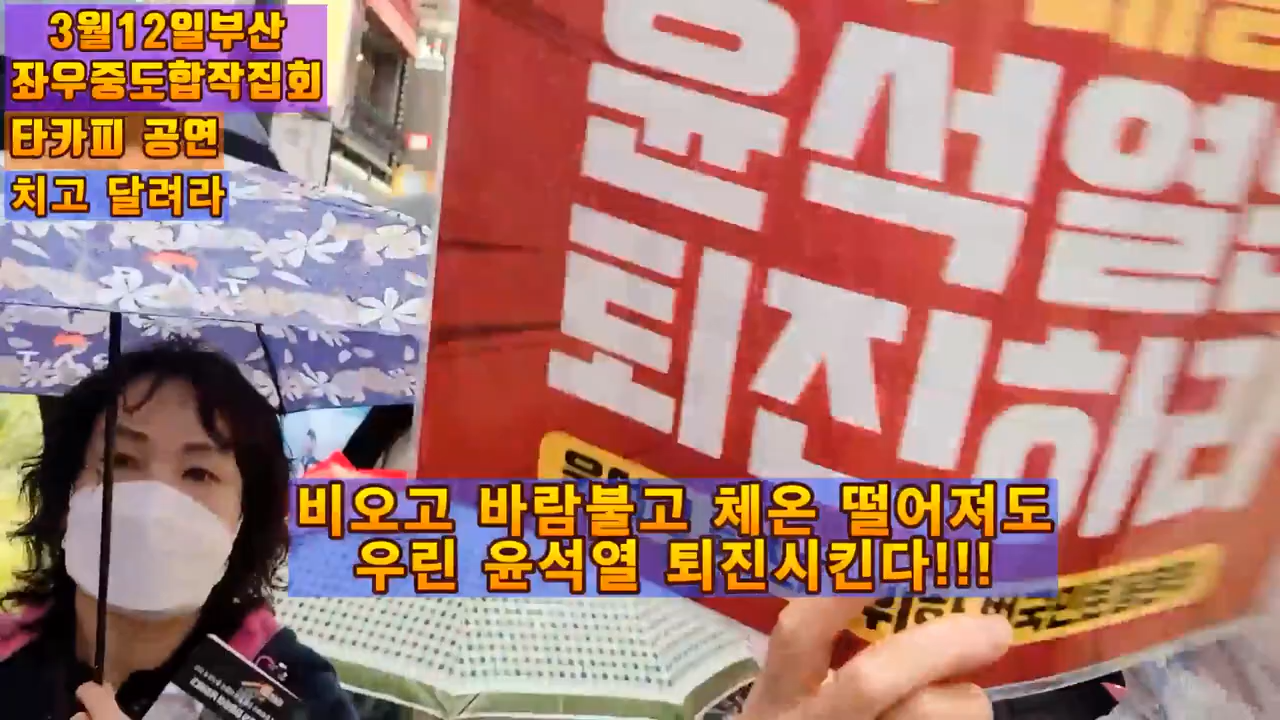 3월12일부산
좌우중도합작집회
타카피 공연
치고 달려라
윤석열
퇴진하
비오고 바람불고 체온 떨어져도
우린 윤석열 퇴진시킨다!!!
위한